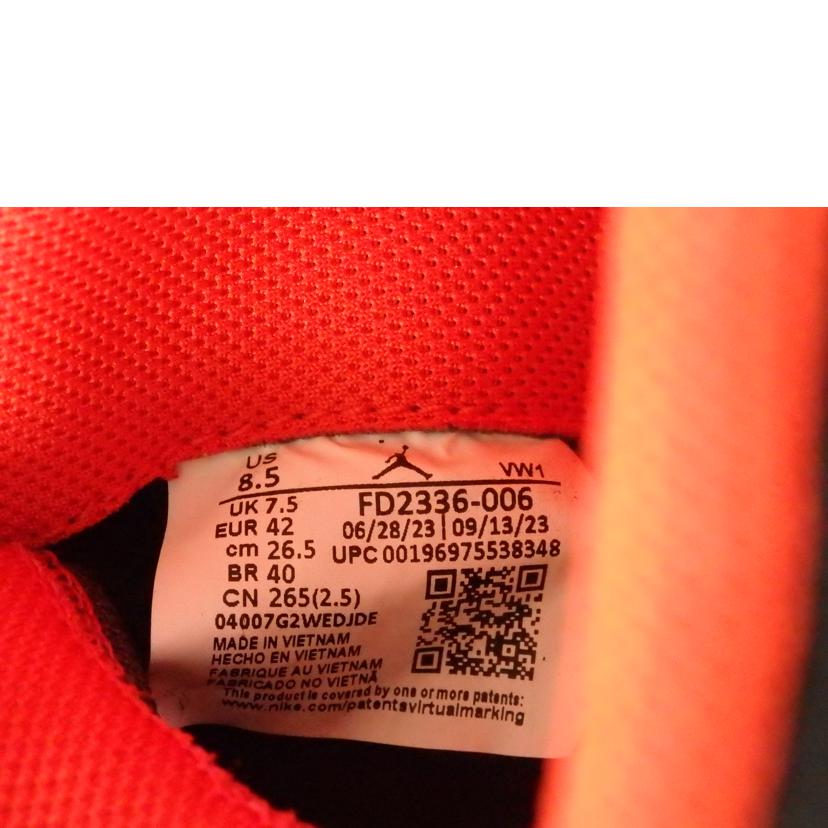 US
8.5
VW1
UK 7.5
FD2336-006
EUR 42
06/28/23 | 09/13/23
cm 26.5
UPC 00196975538348
BR 40
CN 265(2.5)
04007G2WEDJDE
MADE IN VIETNAM
HECHO EN VIETNAM
FABRIQUE AU VIETNAM
FABRICADO NO VIETNÃ
This product is covered by one or more patents:
www.nike.com/patentsvirtualmarking